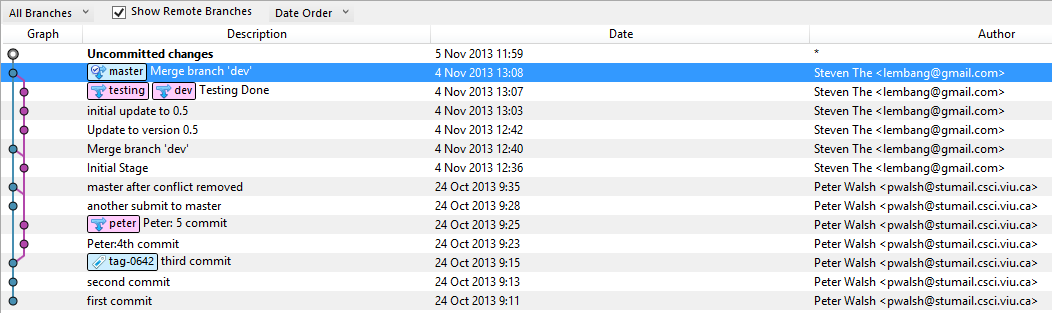 All Branches Show Remote Branches Date Order
Graph Description Date Author
Uncommitted changes 5 Nov 2013 11:59 *
master Merge branch 'dev' 4 Nov 2013 13:08 Steven The <lembang@gmail.com>
testing dev Testing Done 4 Nov 2013 13:07 Steven The <lembang@gmail.com>
initial update to 0.5 4 Nov 2013 13:03 Steven The <lembang@gmail.com>
Update to version 0.5 4 Nov 2013 12:42 Steven The <lembang@gmail.com>
Merge branch 'dev' 4 Nov 2013 12:40 Steven The <lembang@gmail.com>
Initial Stage 4 Nov 2013 12:36 Steven The <lembang@gmail.com>
master after conflict removed 24 Oct 2013 9:35 Peter Walsh <pwalsh@stumail.csci.viu.ca>
another submit to master 24 Oct 2013 9:28 Peter Walsh <pwalsh@stumail.csci.viu.ca>
peter Peter: 5 commit 24 Oct 2013 9:25 Peter Walsh <pwalsh@stumail.csci.viu.ca>
Peter:4th commit 24 Oct 2013 9:23 Peter Walsh <pwalsh@stumail.csci.viu.ca>
tag-0642 third commit 24 Oct 2013 9:15 Peter Walsh <pwalsh@stumail.csci.viu.ca>
second commit 24 Oct 2013 9:13 Peter Walsh <pwalsh@stumail.csci.viu.ca>
first commit 24 Oct 2013 9:11 Peter Walsh <pwalsh@stumail.csci.viu.ca>